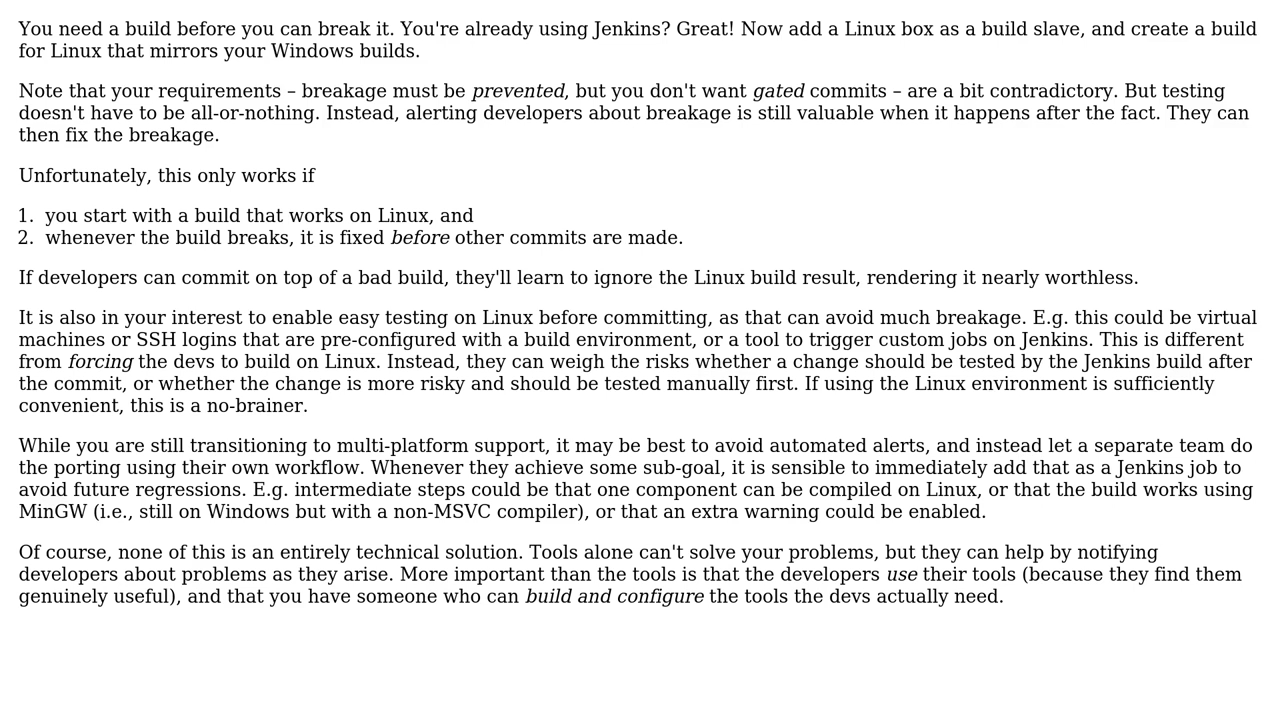 You need a build before you can break it. You're already using Jenkins? Great! Now add a Linux box as a build slave, and create a build
for Linux that mirrors your Windows builds.
Note that your requirements – breakage must be prevented, but you don't want gated commits – are a bit contradictory. But testing
doesn't have to be all-or-nothing. Instead, alerting developers about breakage is still valuable when it happens after the fact. They can
then fix the breakage.
Unfortunately, this only works if
1. you start with a build that works on Linux, and
2. whenever the build breaks, it is fixed before other commits are made.
If developers can commit on top of a bad build, they'll learn to ignore the Linux build result, rendering it nearly worthless.
It is also in your interest to enable easy testing on Linux before committing, as that can avoid much breakage. E.g. this could be virtual
machines or SSH logins that are pre-configured with a build environment, or a tool to trigger custom jobs on Jenkins. This is different
from forcing the devs to build on Linux. Instead, they can weigh the risks whether a change should be tested by the Jenkins build after
the commit, or whether the change is more risky and should be tested manually first. If using the Linux environment is sufficiently
convenient, this is a no-brainer.
While you are still transitioning to multi-platform support, it may be best to avoid automated alerts, and instead let a separate team do
the porting using their own workflow. Whenever they achieve some sub-goal, it is sensible to immediately add that as a Jenkins job to
avoid future regressions. E.g. intermediate steps could be that one component can be compiled on Linux, or that the build works using
MinGW (i.e., still on Windows but with a non-MSVC compiler), or that an extra warning could be enabled.
Of course, none of this is an entirely technical solution. Tools alone can't solve your problems, but they can help by notifying
developers about problems as they arise. More important than the tools is that the developers use their tools (because they find them
genuinely useful), and that you have someone who can build and configure the tools the devs actually need.